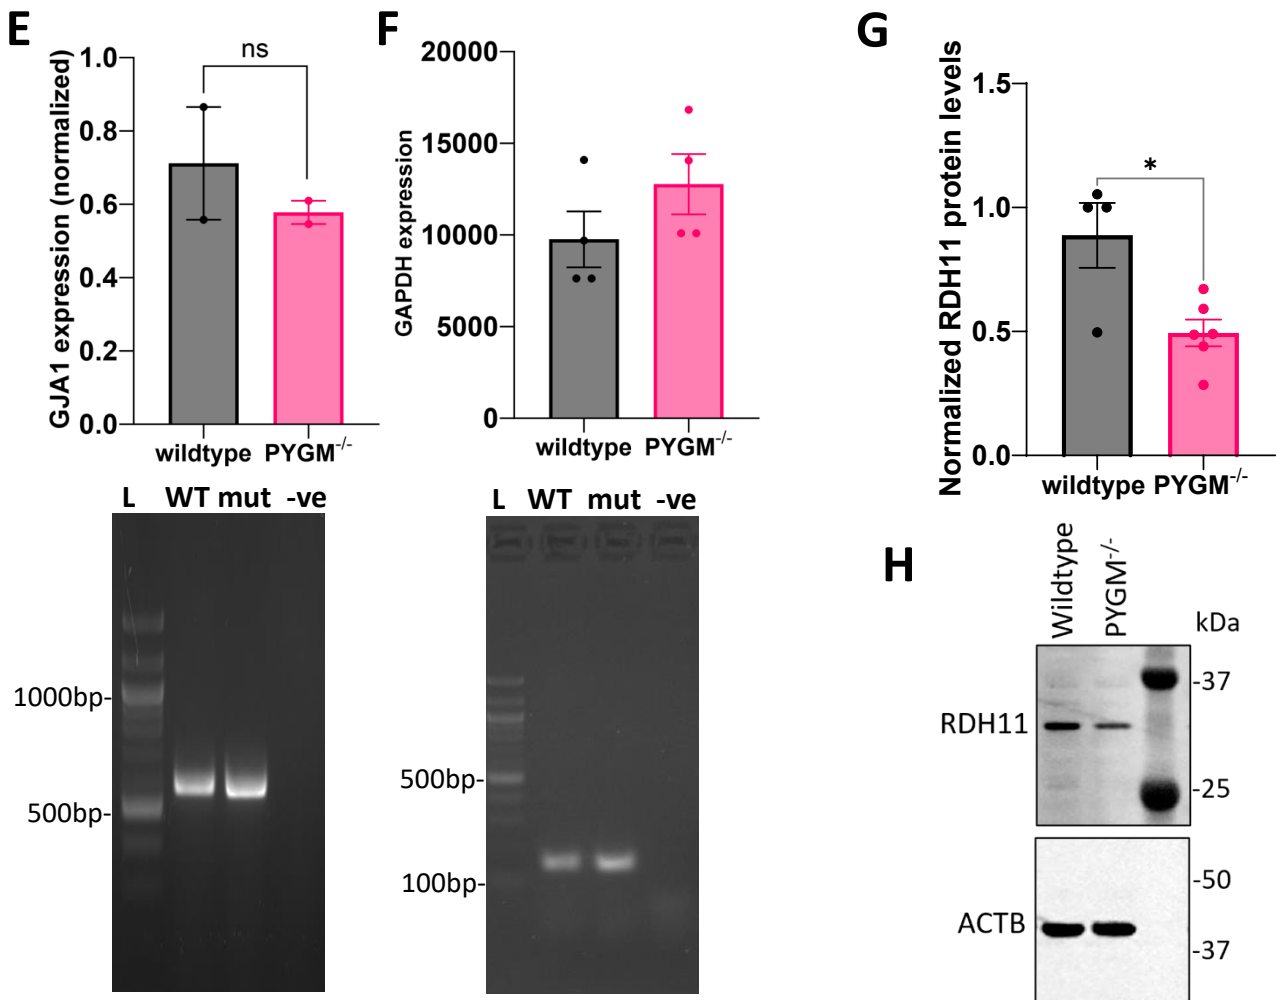 E
GJA1 expression (normalized)
1.0
0.8
0.6
0.4
0.2
0.0
ns
wildtype PYGM-/-
L WT mut -ve
1000bp-
500bp-
F
GAPDH expression
20000
15000
10000
5000
0
wildtype PYGM-/-
L WT mut -ve
500bp-
100bp-
G
Normalized RDH11 protein levels
1.5
1.0
0.5
0.0
*
wildtype PYGM-/-
H
Wildtype
PYGM-/-
kDa
RDH11
-37
-25
ACTB
-50
-37